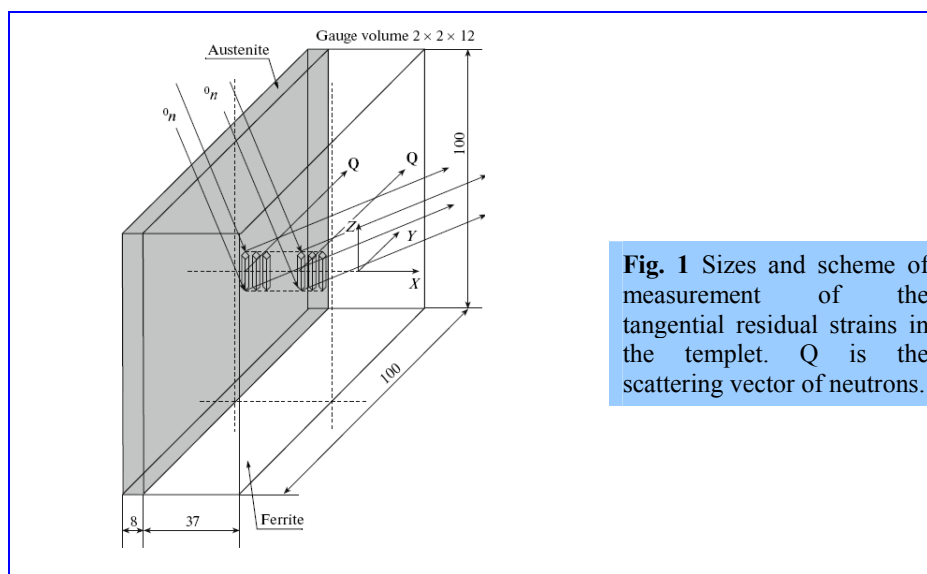 Gauge volume 2 × 2 × 12
Austenite
⁰n
⁰n
Q
Q
100
Z
Y
X
100
8
37
Ferrite
Fig. 1 Sizes and scheme of
measurement of the
tangential residual strains in
the templet. Q is the
scattering vector of neutrons.